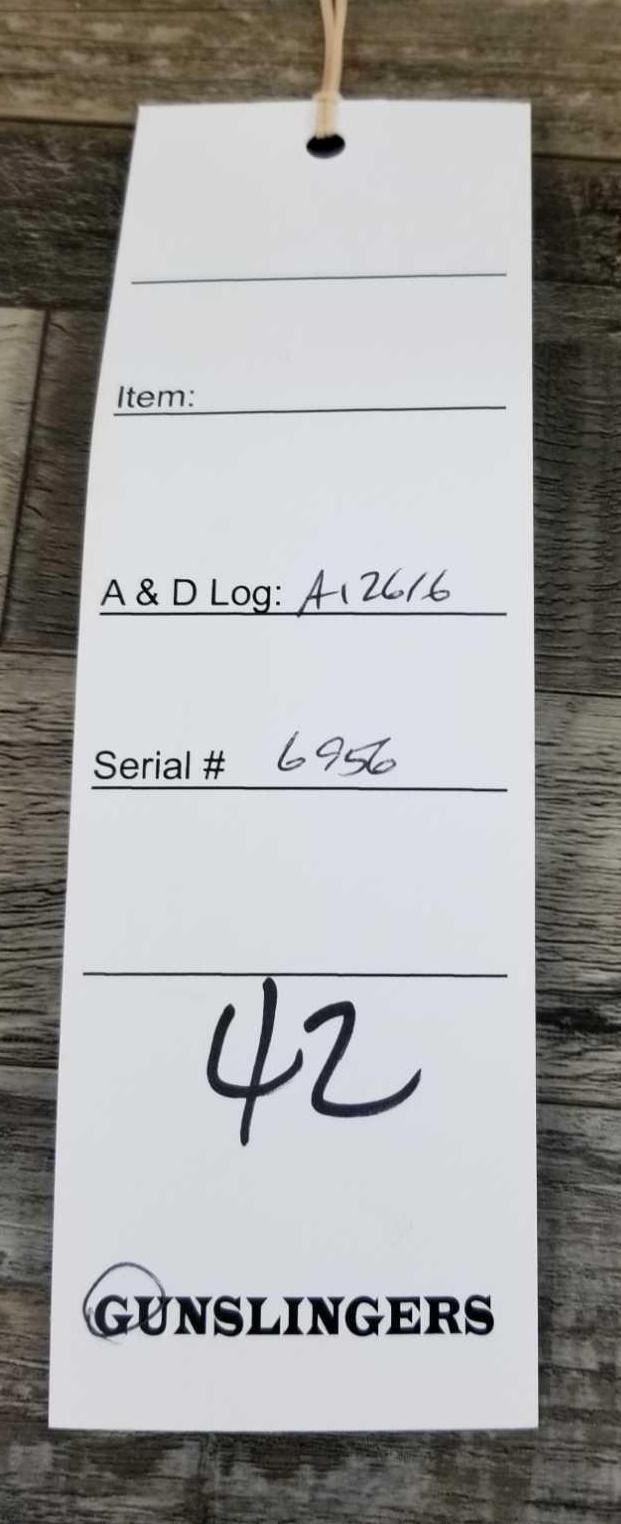 Item:
A & D Log: A12616
Serial # 6956
42
GUNSLINGERS